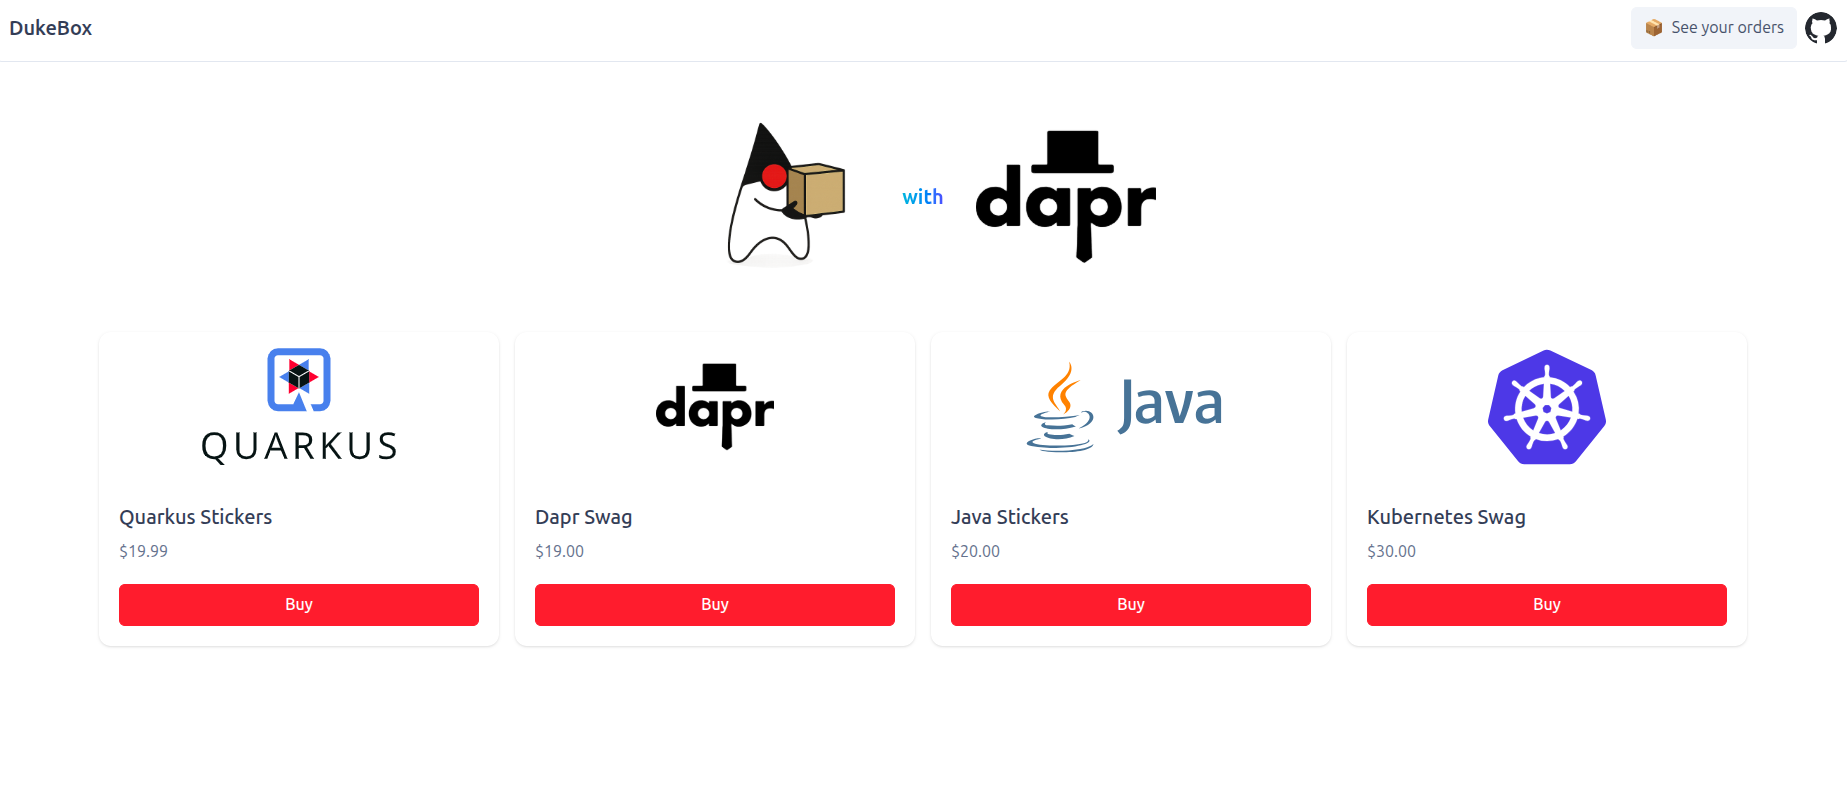 DukeBox
📦 See your orders
with
dapr
QUARKUS
dapr
Java
Quarkus Stickers
$19.99
Buy
Dapr Swag
$19.00
Buy
Java Stickers
$20.00
Buy
Kubernetes Swag
$30.00
Buy